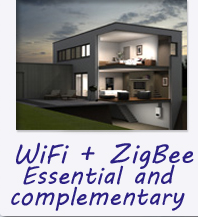 WiFi + ZigBee
Essential and
complementary